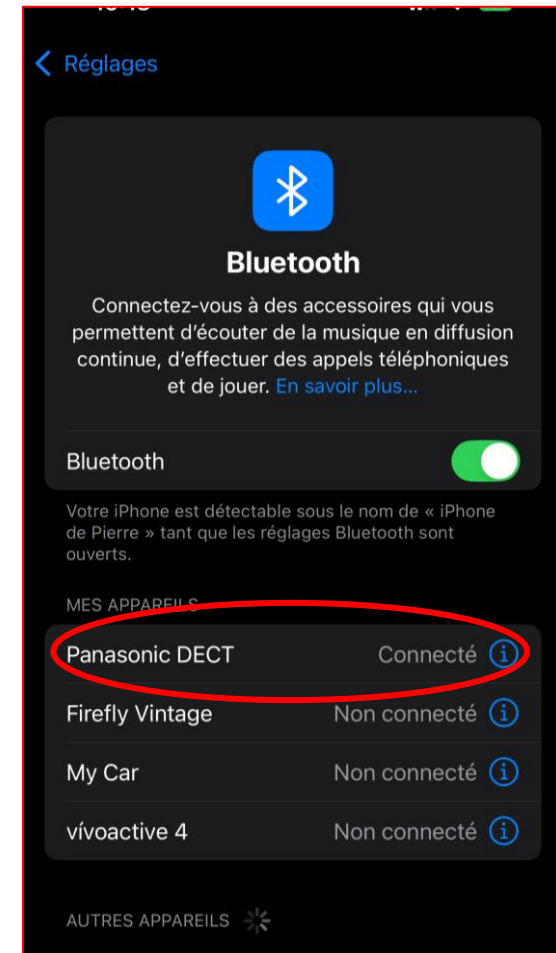 Réglages
Bluetooth
Connectez-vous à des accessoires qui vous
permettent d’écouter de la musique en diffusion
continue, d’effectuer des appels téléphoniques
et de jouer. En savoir plus...
Bluetooth
Votre iPhone est détectable sous le nom de « iPhone
de Pierre » tant que les réglages Bluetooth sont
ouverts.
MES APPAREILS
Panasonic DECT Connecté
Firefly Vintage Non connecté
My Car Non connecté
vívoactive 4 Non connecté
AUTRES APPAREILS